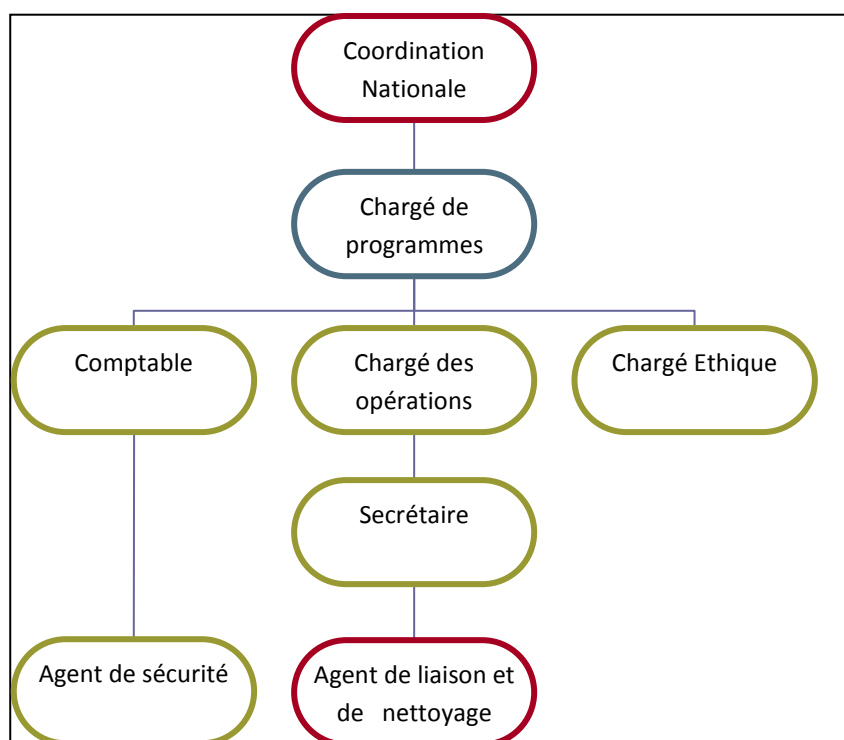 Coordination
Nationale
Chargé de
programmes
Comptable
Chargé des
opérations
Chargé Ethique
Secrétaire
Agent de sécurité
Agent de liaison et
de nettoyage